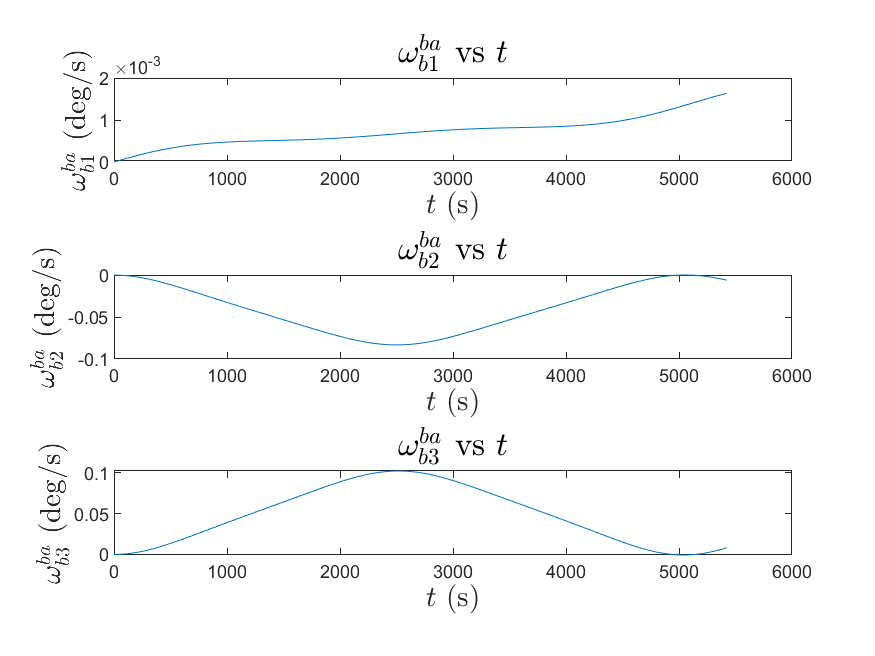 ω_{b1}^{ba} vs t
×10^{-3}
ω_{b1}^{ba} (deg/s)
2
1
0
0 1000 2000 3000 4000 5000 6000
t (s)
ω_{b2}^{ba} vs t
ω_{b2}^{ba} (deg/s)
0
-0.05
-0.1
0 1000 2000 3000 4000 5000 6000
t (s)
ω_{b3}^{ba} vs t
ω_{b3}^{ba} (deg/s)
0.1
0.05
0
0 1000 2000 3000 4000 5000 6000
t (s)